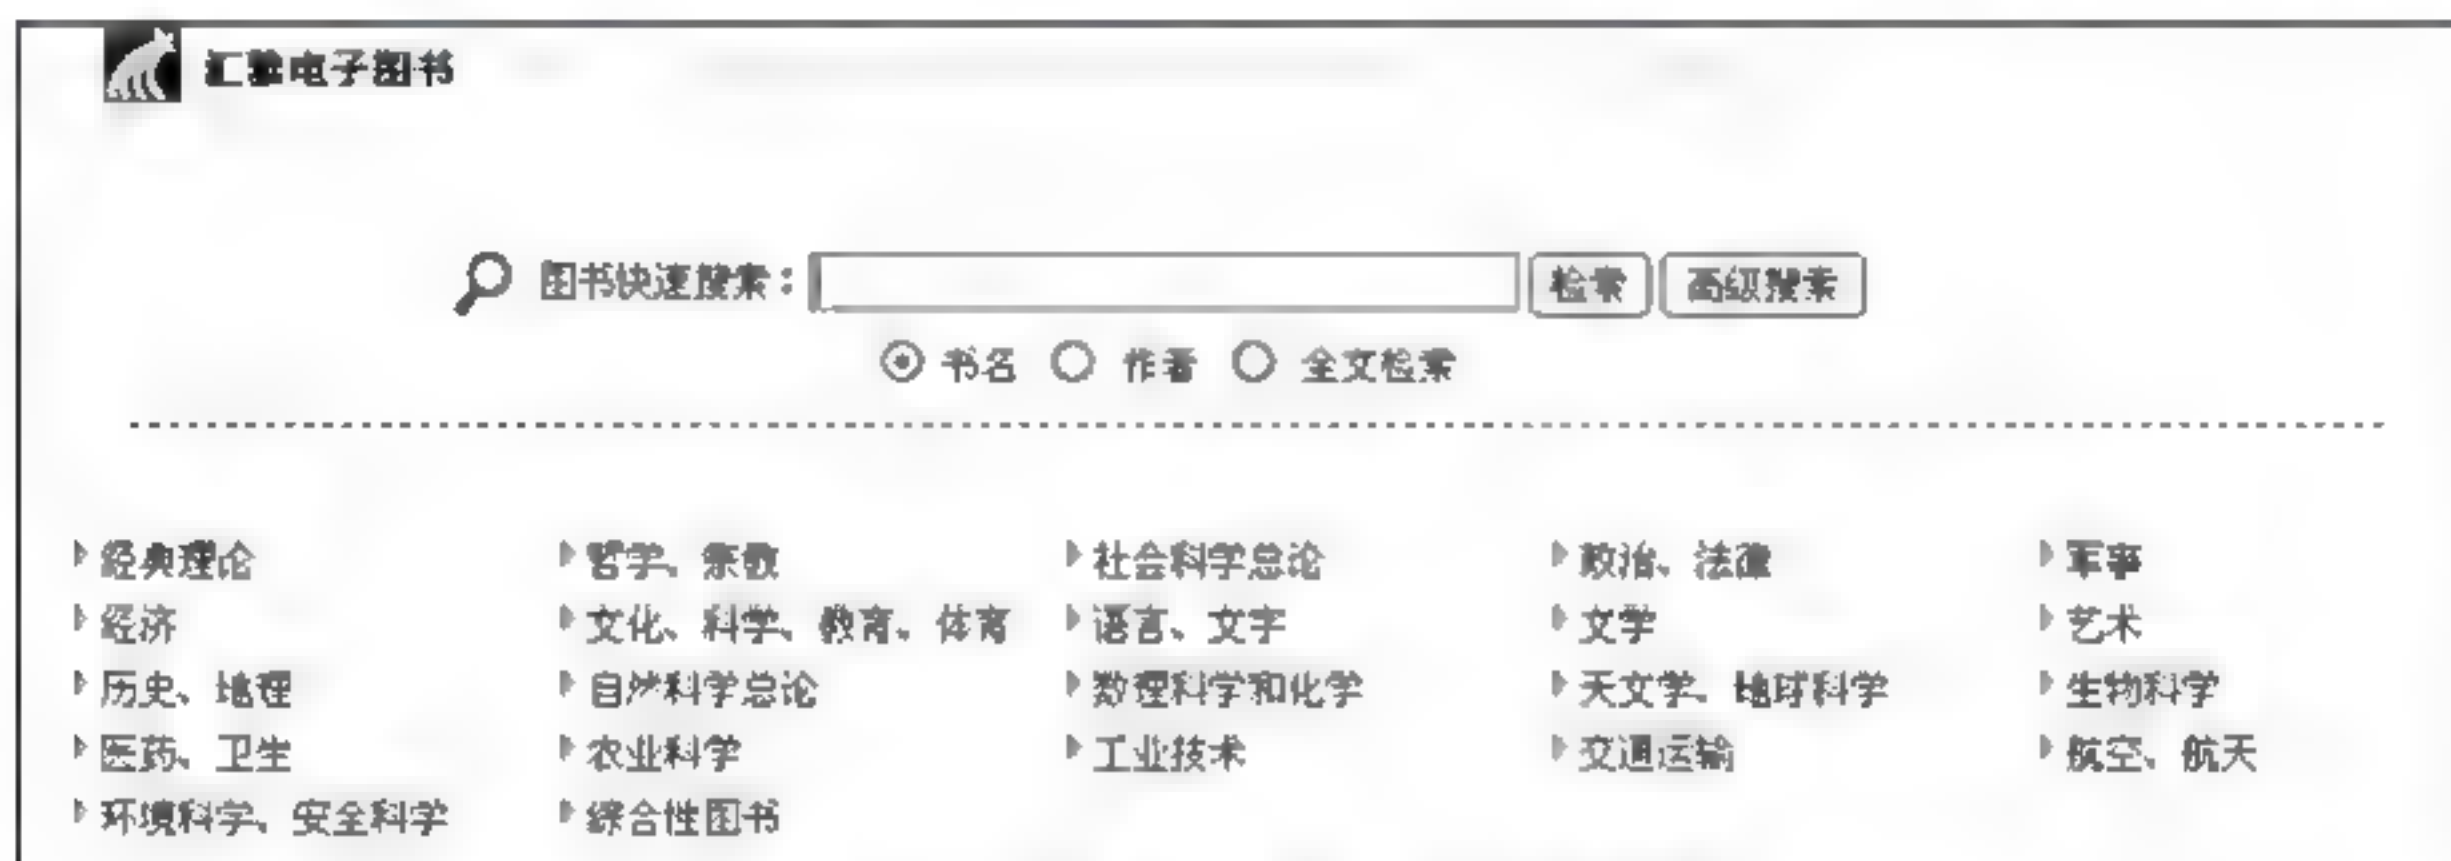 汇雅电子图书
图书快速搜索： 检索 高级搜索
书名 作者 全文检索
经典理论 哲学、宗教 社会科学总论 政治、法律 军事
经济 文化、科学、教育、体育 语言、文字 文学 艺术
历史、地理 自然科学总论 数理科学和化学 天文学、地球科学 生物科学
医药、卫生 农业科学 工业技术 交通运输 航空、航天
环境科学、安全科学 综合性图书